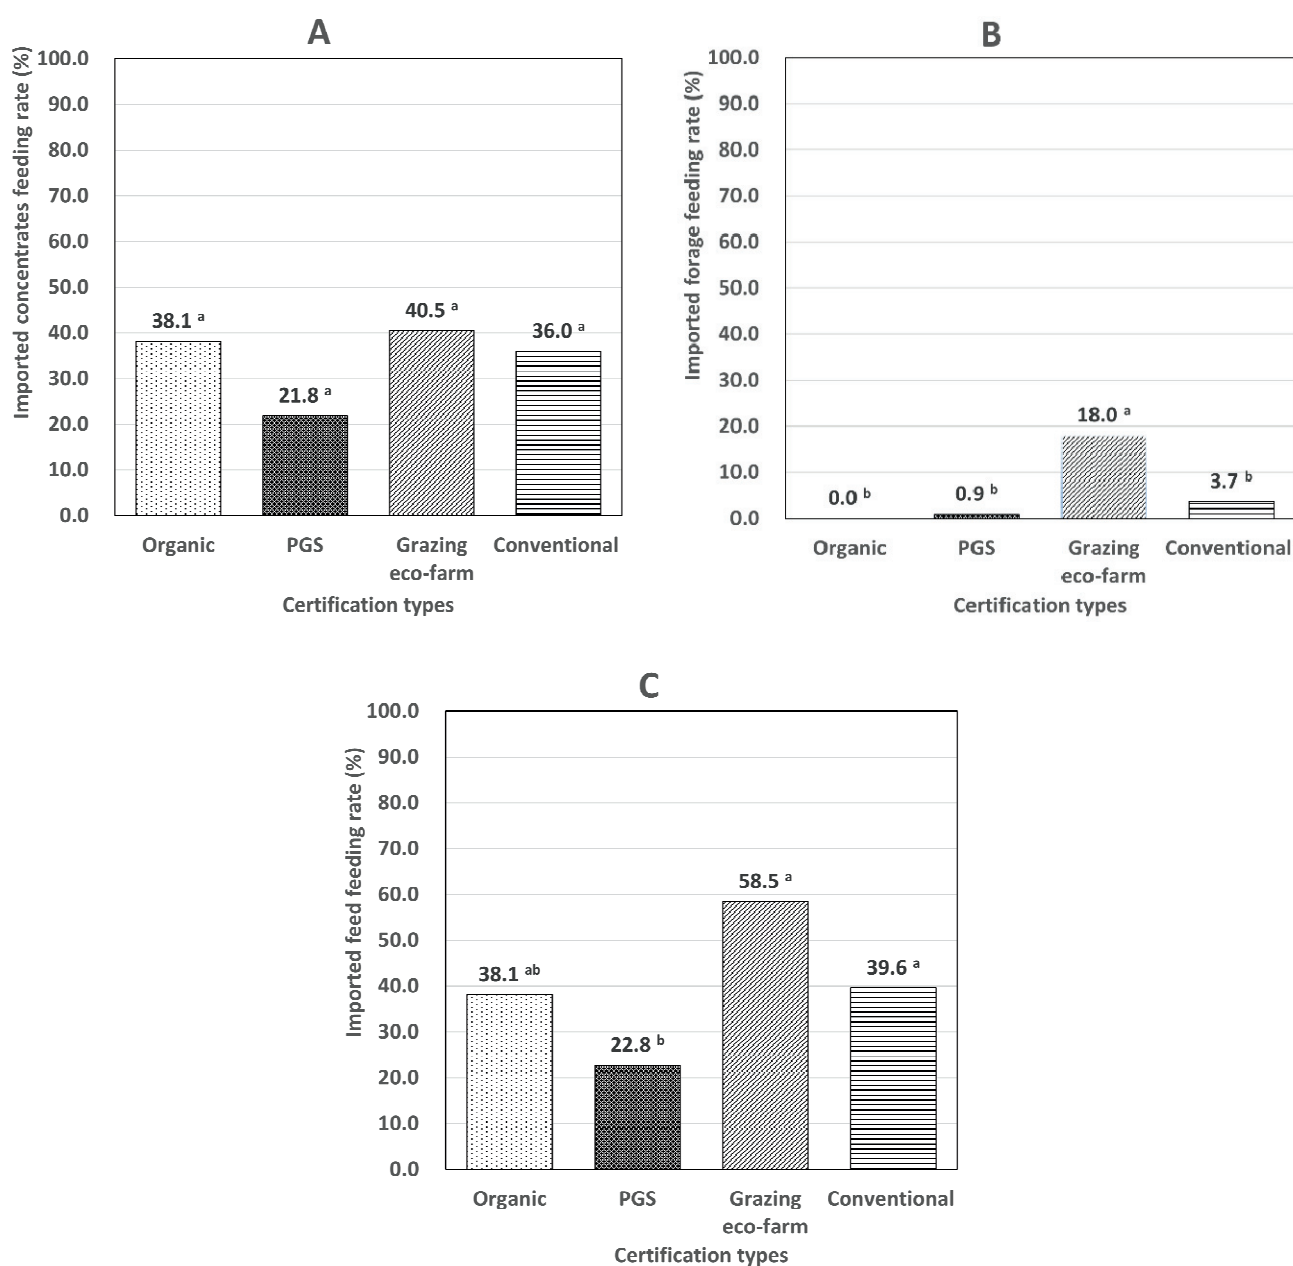 A
Imported concentrates feeding rate (%)
100.0
90.0
80.0
70.0
60.0
50.0
40.0
30.0
20.0
10.0
0.0
38.1 a
21.8 a
40.5 a
36.0 a
Organic
PGS
Grazing
eco-farm
Conventional
Certification types
B
Imported forage feeding rate (%)
100.0
90.0
80.0
70.0
60.0
50.0
40.0
30.0
20.0
10.0
0.0
0.0 b
0.9 b
18.0 a
3.7 b
Organic
PGS
Grazing
eco-farm
Conventional
Certification types
C
Imported feed feeding rate (%)
100.0
90.0
80.0
70.0
60.0
50.0
40.0
30.0
20.0
10.0
0.0
38.1 ab
22.8 b
58.5 a
39.6 a
Organic
PGS
Grazing
eco-farm
Conventional
Certification types